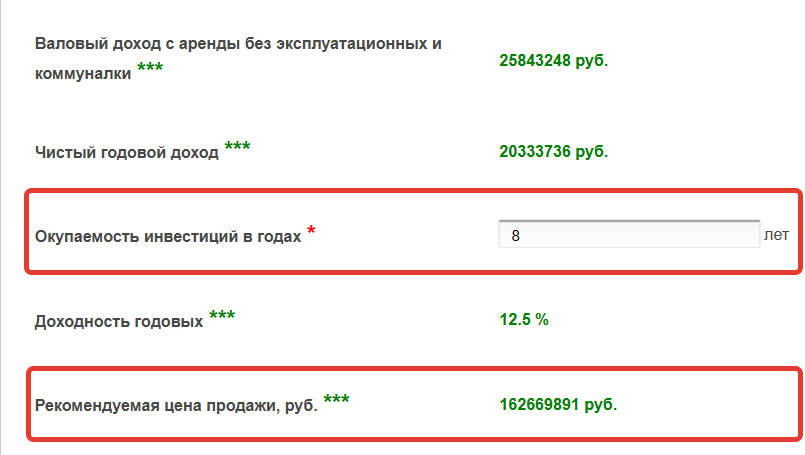 Валовый доход с аренды без эксплуатационных и
коммуналки ***
25843248 руб.
Чистый годовой доход *** 20333736 руб.
Окупаемость инвестиций в годах * 8 лет
Доходность годовых *** 12.5 %
Рекомендуемая цена продажи, руб. *** 162669891 руб.